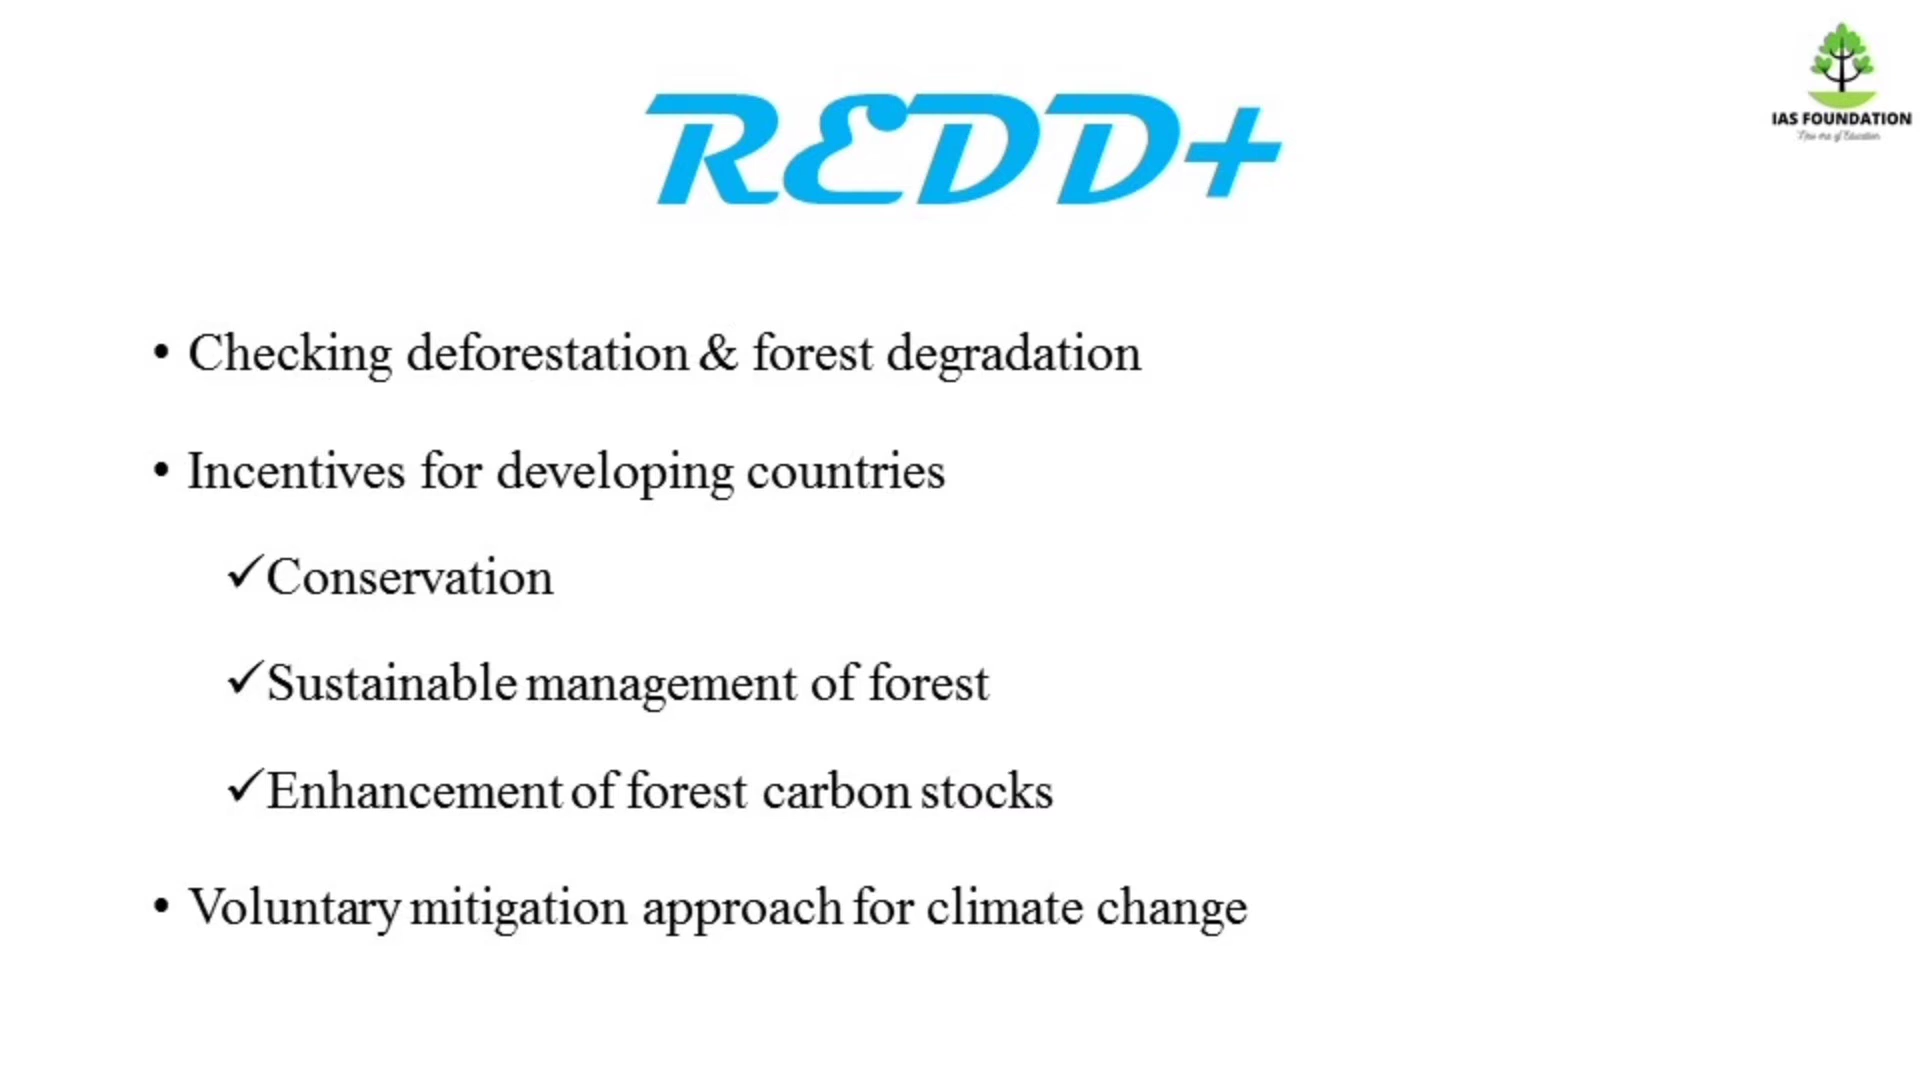 REDD+
IAS FOUNDATION
• Checking deforestation & forest degradation
• Incentives for developing countries
✓Conservation
✓Sustainable management of forest
✓Enhancement of forest carbon stocks
• Voluntary mitigation approach for climate change